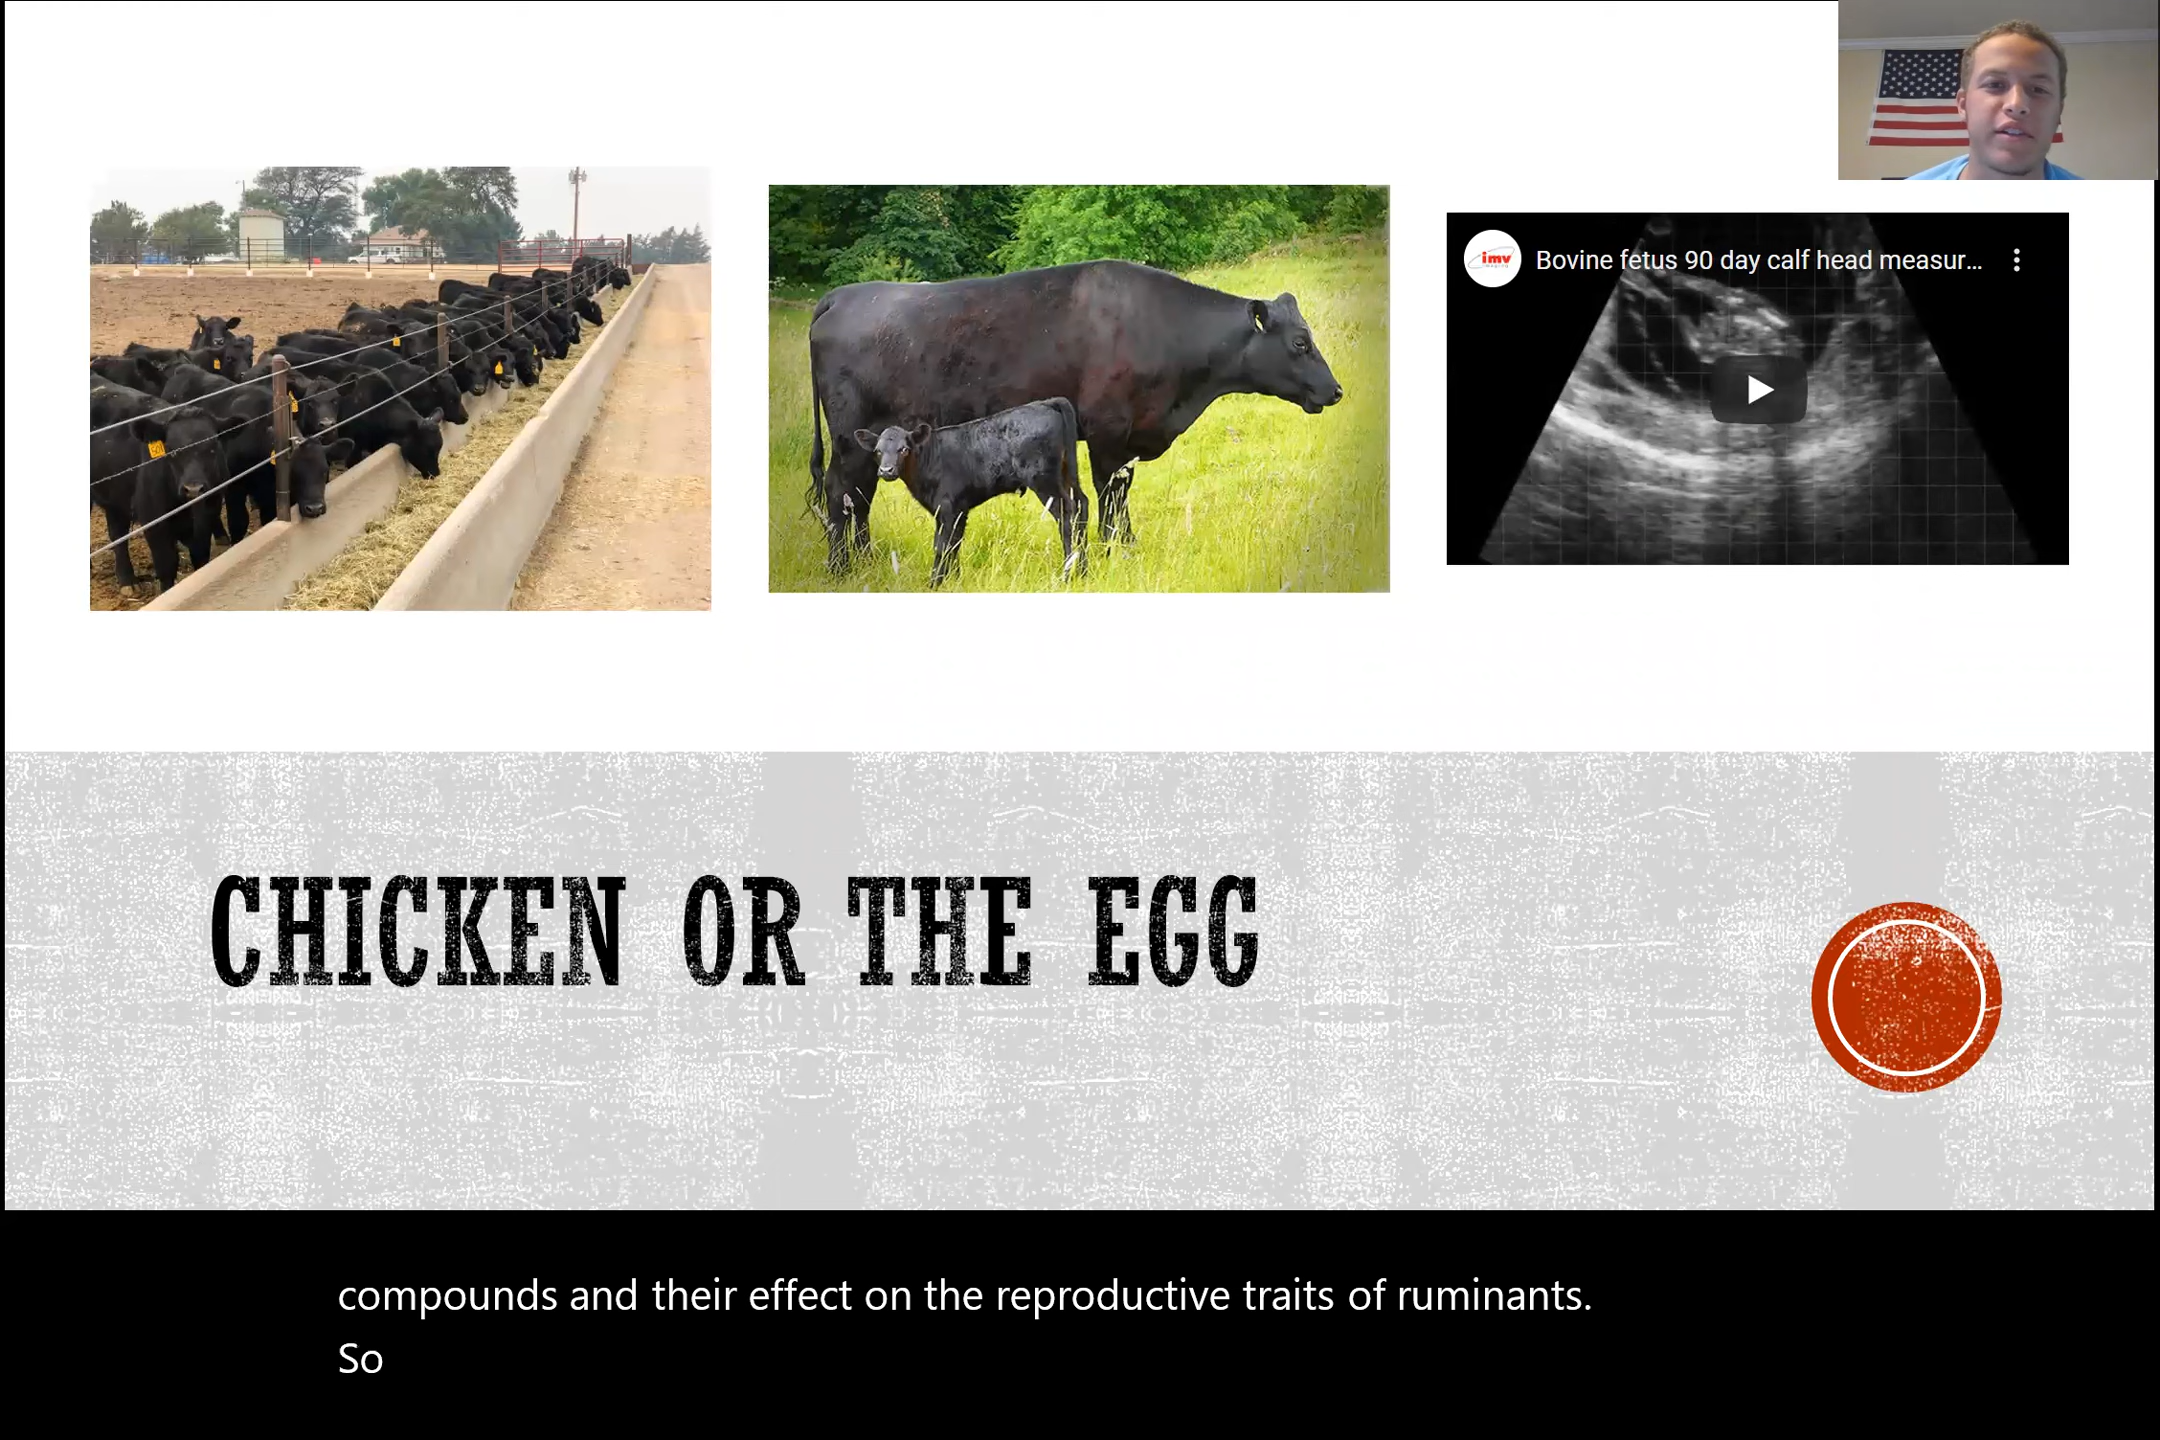 imv
Bovine fetus 90 day calf head measur...
CHICKEN OR THE EGG
compounds and their effect on the reproductive traits of ruminants.
So